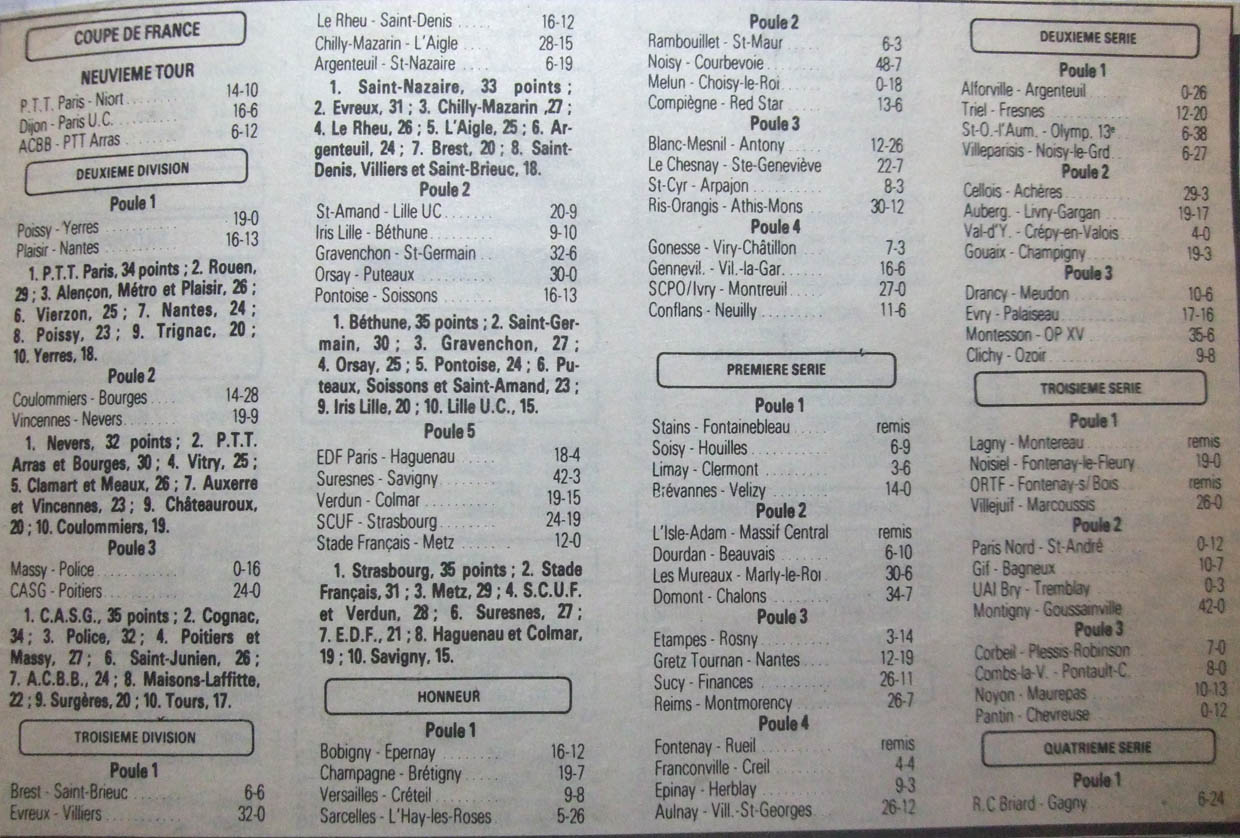 COUPE DE FRANCE
NEUVIEME TOUR
P.T.T. Paris - Niort 14-10
Dijon - Paris U.C. 16-6
ACBB - PTT Arras 6-12
DEUXIEME DIVISION
Poule 1
Poissy - Yerres 19-0
Plaisir - Nantes 16-13
1. P.T.T. Paris, 34 points ; 2. Rouen,
29 ; 3. Alençon, Métro et Plaisir, 26 ;
6. Vierzon, 25 ; 7. Nantes, 24 ;
8. Poissy, 23 ; 9. Trignac, 20 ;
10. Yerres, 18.
Poule 2
Coulommiers - Bourges 14-28
Vincennes - Nevers 19-9
1. Nevers, 32 points ; 2. P.T.T.
Arras et Bourges, 30 ; 4. Vitry, 25 ;
5. Clamart et Meaux, 26 ; 7. Auxerre
et Vincennes, 23 ; 9. Châteauroux,
20 ; 10. Coulommiers, 19.
Poule 3
Massy - Police 0-16
CASG - Poitiers 24-0
1. C.A.S.G., 35 points ; 2. Cognac,
34 ; 3. Police, 32 ; 4. Poitiers et
Massy, 27 ; 6. Saint-Junien, 26 ;
7. A.C.B.B., 24 ; 8. Maisons-Laffitte,
22 ; 9. Surgères, 20 ; 10. Tours, 17.
TROISIEME DIVISION
Poule 1
Brest - Saint-Brieuc 6-6
Evreux - Villiers 32-0
Le Rheu - Saint-Denis 16-12
Chilly-Mazarin - L'Aigle 28-15
Argenteuil - St-Nazaire 6-19
1. Saint-Nazaire, 33 points ;
2. Evreux, 31 ; 3. Chilly-Mazarin ,27 ;
4. Le Rheu, 26 ; 5. L'Aigle, 25 ; 6. Ar-
genteuil, 24 ; 7. Brest, 20 ; 8. Saint-
Denis, Villiers et Saint-Brieuc, 18.
Poule 2
St-Amand - Lille UC 20-9
Iris Lille - Béthune 9-10
Gravenchon - St-Germain 32-6
Orsay - Puteaux 30-0
Pontoise - Soissons 16-13
1. Béthune, 35 points ; 2. Saint-Ger-
main, 30 ; 3. Gravenchon, 27 ;
4. Orsay, 25 ; 5. Pontoise, 24 ; 6. Pu-
teaux, Soissons et Saint-Amand, 23 ;
9. Iris Lille, 20 ; 10. Lille U.C., 15.
Poule 5
EDF Paris - Haguenau 18-4
Suresnes - Savigny 42-3
Verdun - Colmar 19-15
SCUF - Strasbourg 24-19
Stade Français - Metz 12-0
1. Strasbourg, 35 points ; 2. Stade
Français, 31 ; 3. Metz, 29 ; 4. S.C.U.F.
et Verdun, 28 ; 6. Suresnes, 27 ;
7. E.D.F., 21 ; 8. Haguenau et Colmar,
19 ; 10. Savigny, 15.
HONNEUR
Poule 1
Bobigny - Epernay 16-12
Champagne - Brétigny 19-7
Versailles - Créteil 9-8
Sarcelles - L'Hay-les-Roses 5-26
Poule 2
Rambouillet - St-Maur 6-3
Noisy - Courbevoie 48-7
Melun - Choisy-le-Roi 0-18
Compiègne - Red Star 13-6
Poule 3
Blanc-Mesnil - Antony 12-26
Le Chesnay - Ste-Geneviève 22-7
St-Cyr - Arpajon 8-3
Ris-Orangis - Athis-Mons 30-12
Poule 4
Gonesse - Viry-Châtillon 7-3
Gennevil. - Vil.-la-Gar. 16-6
SCPO/Ivry - Montreuil 27-0
Conflans - Neuilly 11-6
PREMIERE SERIE
Poule 1
Stains - Fontainebleau remis
Soisy - Houilles 6-9
Limay - Clermont 3-6
Brévannes - Velizy 14-0
Poule 2
L'Isle-Adam - Massif Central remis
Dourdan - Beauvais 6-10
Les Mureaux - Marly-le-Roi 30-6
Domont - Chalons 34-7
Poule 3
Etampes - Rosny 3-14
Gretz Tournan - Nantes 12-19
Sucy - Finances 26-11
Reims - Montmorency 26-7
Poule 4
Fontenay - Rueil remis
Franconville - Creil 4-4
Epinay - Herblay 9-3
Aulnay - Vill.-St-Georges 26-12
DEUXIEME SERIE
Poule 1
Alforville - Argenteuil 0-26
Triel - Fresnes 12-20
St-O.-l'Aum. - Olymp. 13e 6-38
Villeparisis - Noisy-le-Grd 6-27
Poule 2
Cellois - Achères 29-3
Auberg. - Livry-Gargan 19-17
Val-d'Y. - Crépy-en-Valois 4-0
Gouaix - Champigny 19-3
Poule 3
Drancy - Meudon 10-6
Evry - Palaiseau 17-16
Montesson - OP XV 35-6
Clichy - Ozoir 9-8
TROISIEME SERIE
Poule 1
Lagny - Montereau remis
Noisiel - Fontenay-le-Fleury 19-0
ORTF - Fontenay-s/Bois remis
Villejuif - Marcoussis 26-0
Poule 2
Paris Nord - St-André 0-12
Gif - Bagneux 10-7
UAI Bry - Tremblay 0-3
Montigny - Goussainville 42-0
Poule 3
Corbeil - Plessis-Robinson 7-0
Combs-la-V. - Pontault-C. 8-0
Noyon - Maurepas 10-13
Pantin - Chevreuse 0-12
QUATRIEME SERIE
Poule 1
R.C Briard - Gagny 6-24